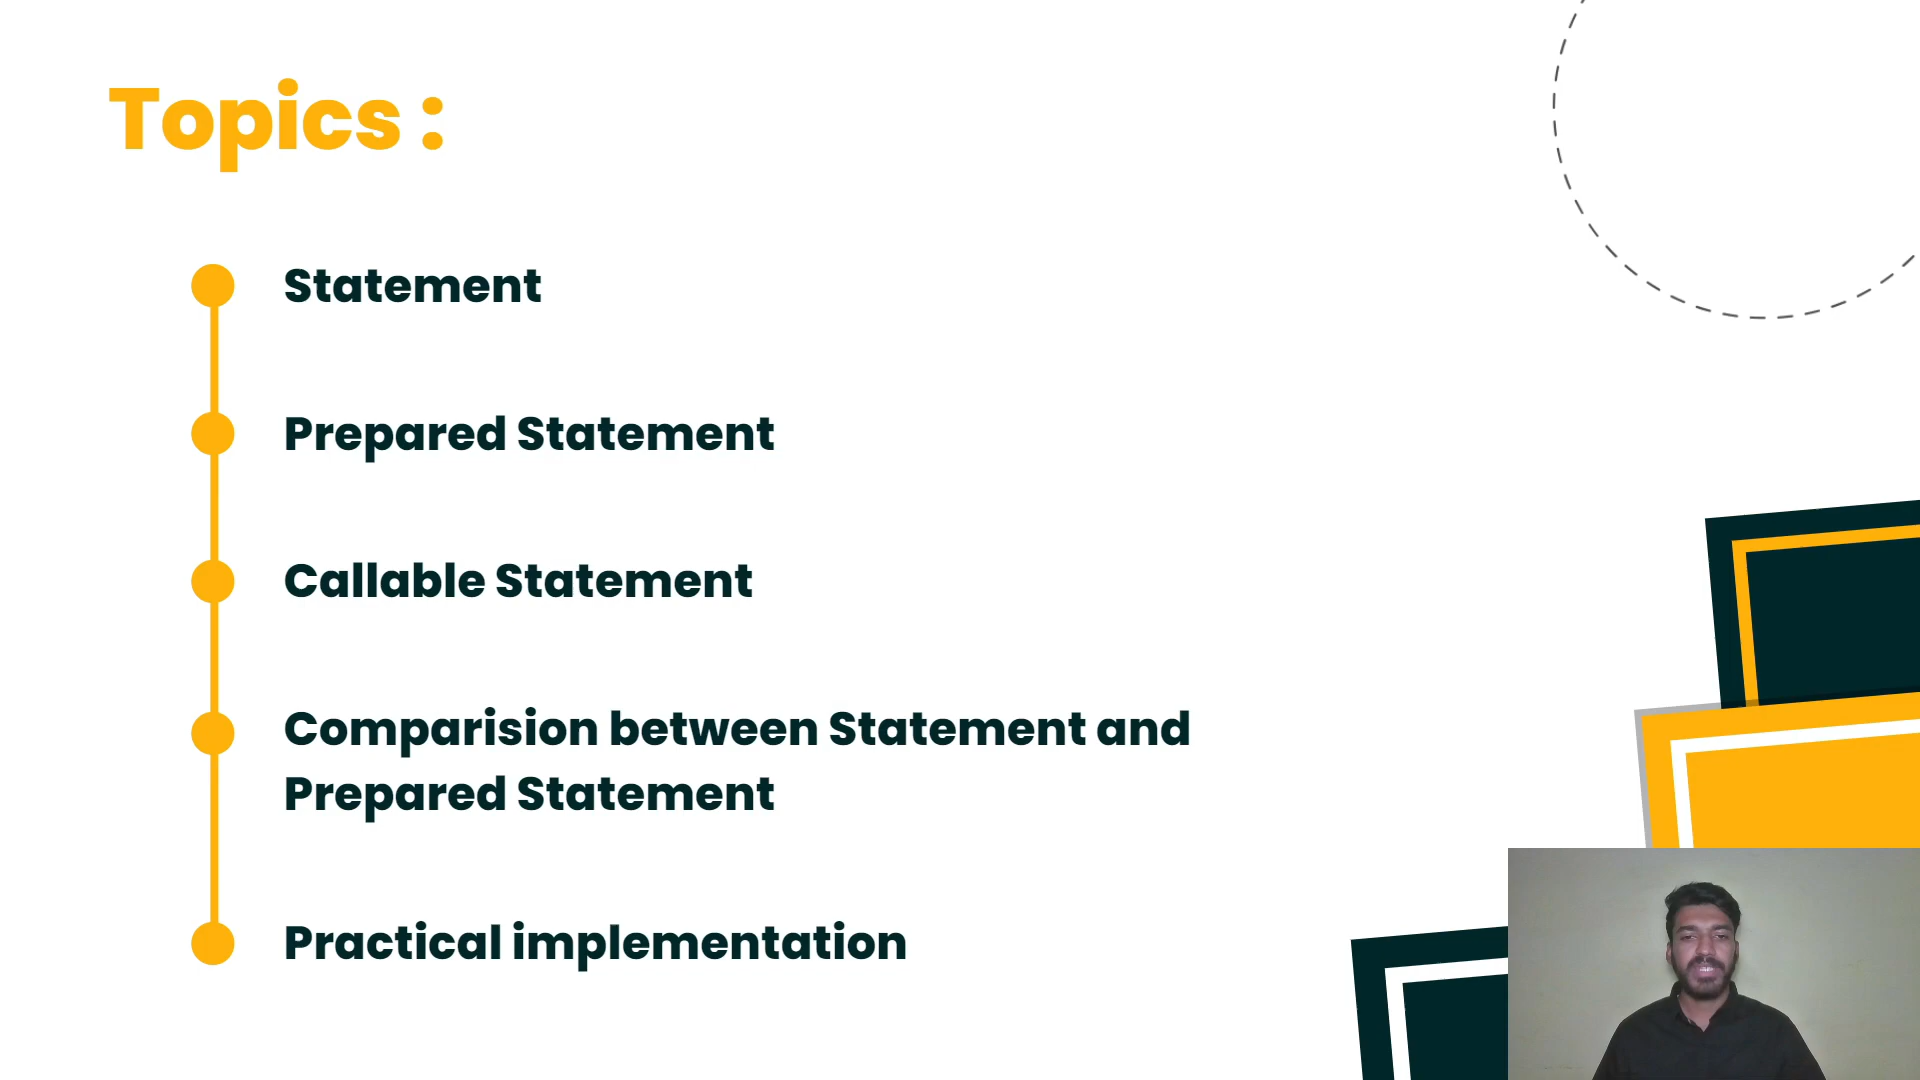 Topics :
Statement
Prepared Statement
Callable Statement
Comparision between Statement and
Prepared Statement
Practical implementation